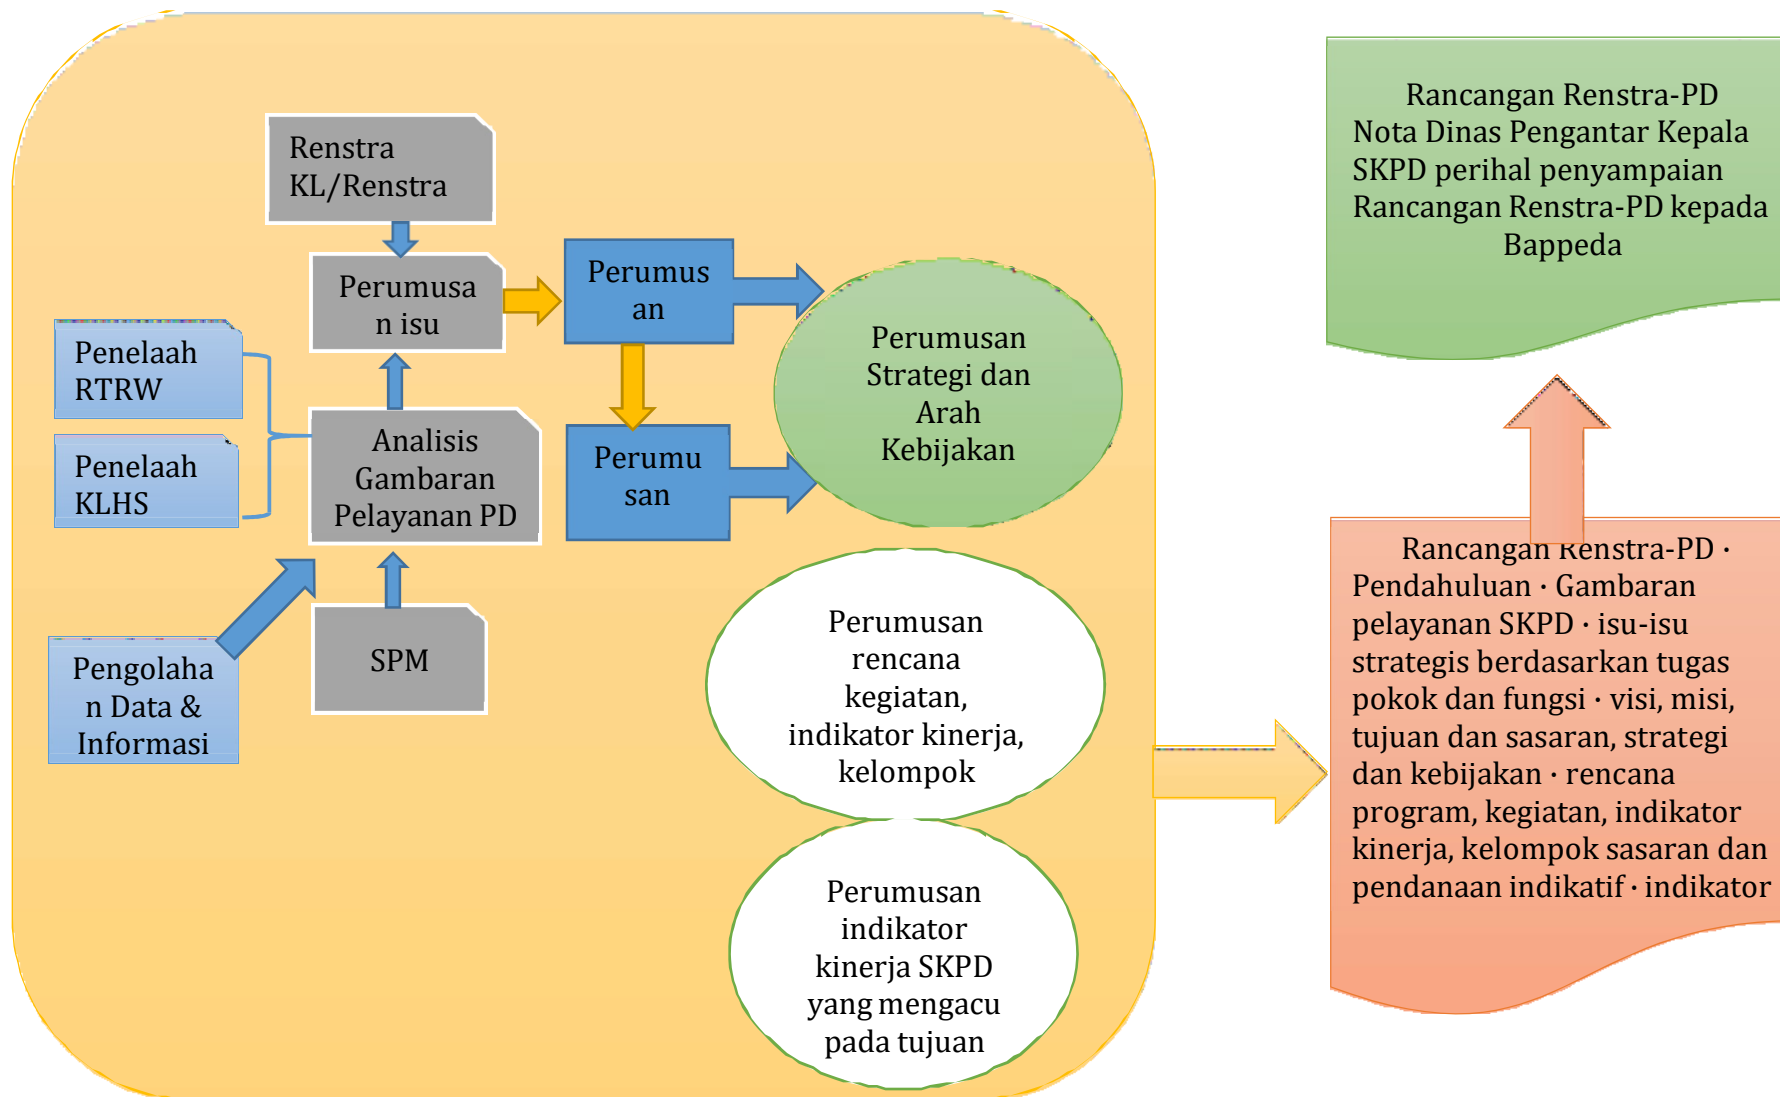 Renstra
KL/Renstra
Perumusa
n isu
Penelaah
RTRW
Penelaah
KLHS
Analisis
Gambaran
Pelayanan PD
Pengolaha
n Data &
Informasi
SPM
Perumus
an
Perumu
san
Perumusan
Strategi dan
Arah
Kebijakan
Perumusan
rencana
kegiatan,
indikator kinerja,
kelompok
Perumusan
indikator
kinerja SKPD
yang mengacu
pada tujuan
Rancangan Renstra-PD
Nota Dinas Pengantar Kepala
SKPD perihal penyampaian
Rancangan Renstra-PD kepada
Bappeda
Rancangan Renstra-PD ·
Pendahuluan · Gambaran
pelayanan SKPD · isu-isu
strategis berdasarkan tugas
pokok dan fungsi · visi, misi,
tujuan dan sasaran, strategi
dan kebijakan · rencana
program, kegiatan, indikator
kinerja, kelompok sasaran dan
pendanaan indikatif · indikator